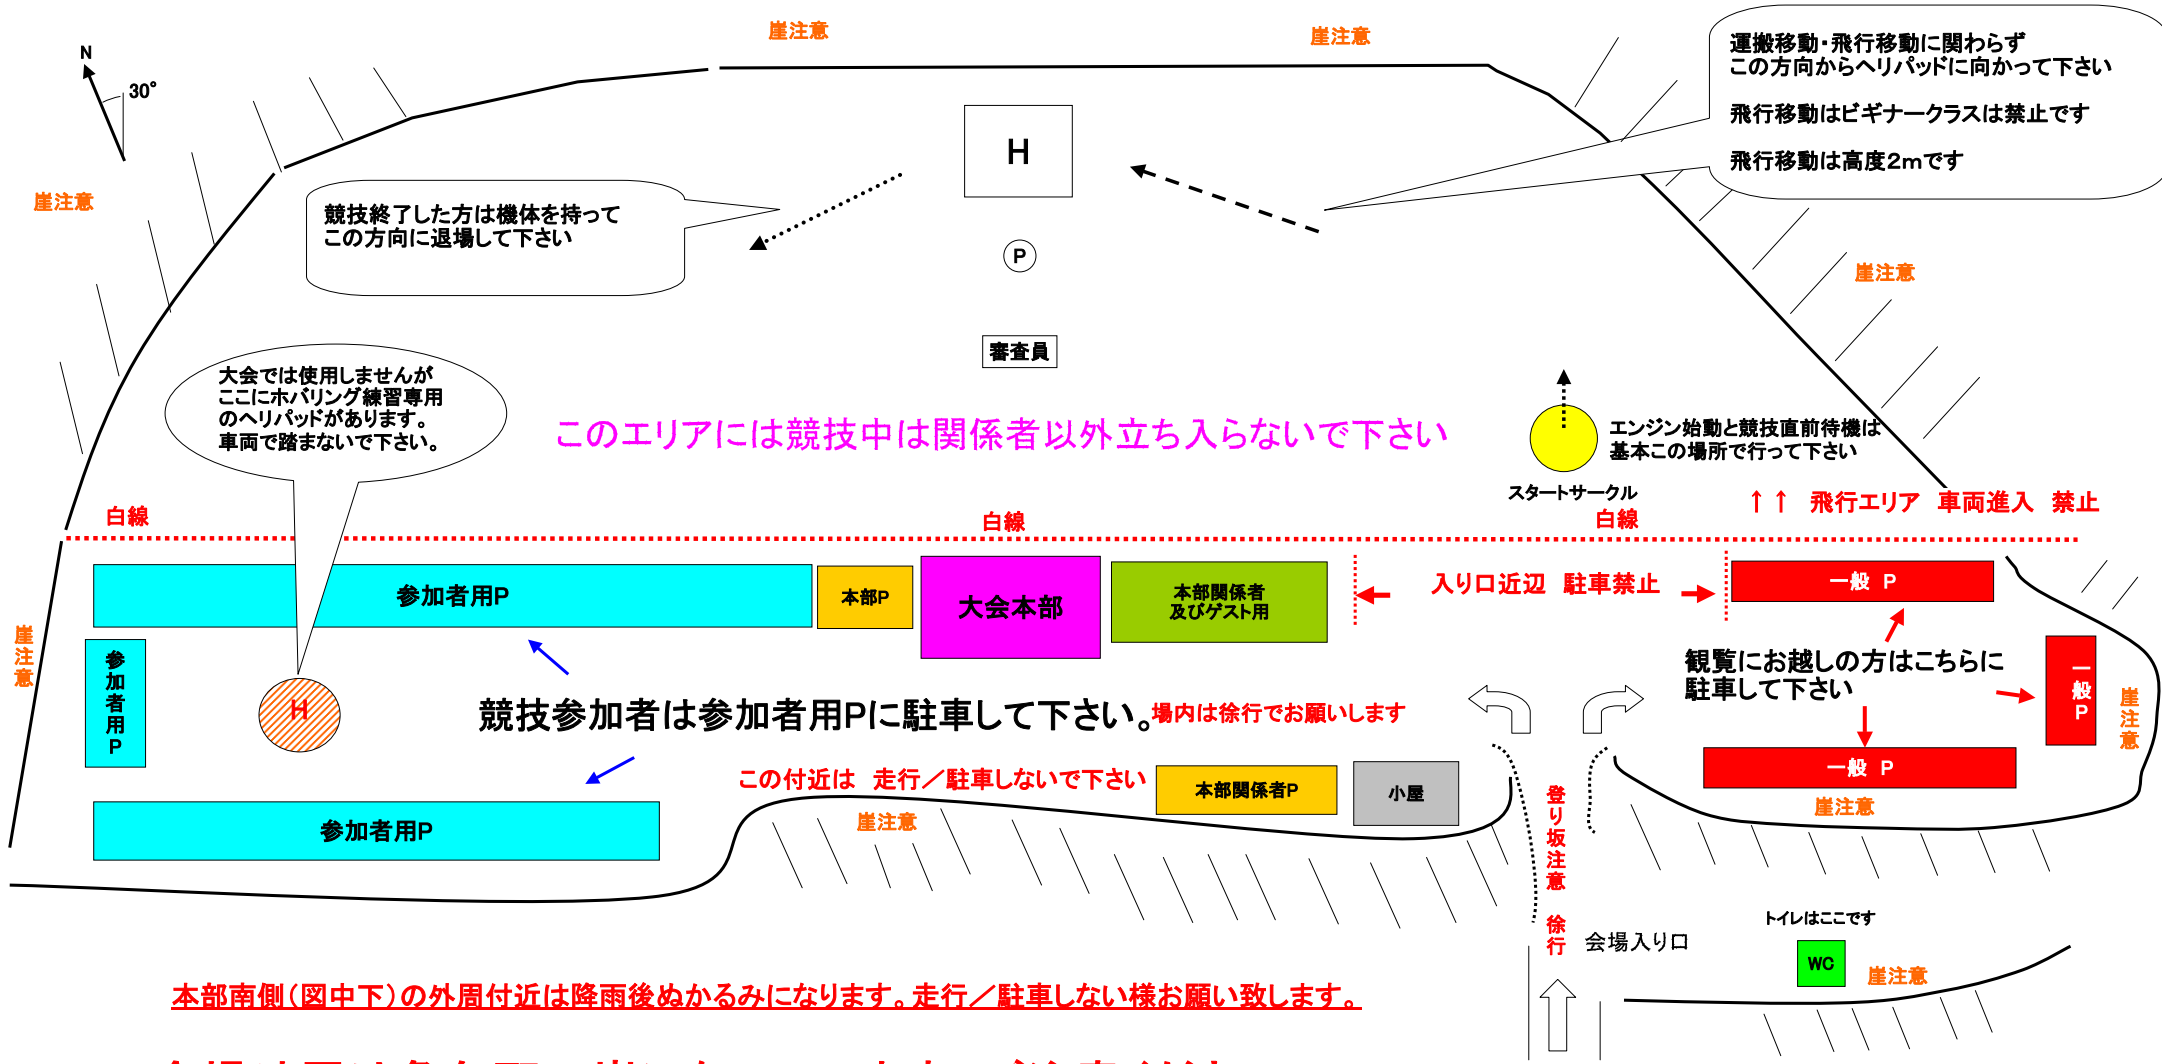 崖注意
崖注意
N
30°
運搬移動・飛行移動に関わらず
この方向からヘリパッドに向かって下さい
飛行移動はビギナークラスは禁止です
飛行移動は高度2mです
H
崖注意
競技終了した方は機体を持って
この方向に退場して下さい
P
崖注意
審査員
大会では使用しませんが
ここにホバリング練習専用
のヘリパッドがあります。
車両で踏まないで下さい。
このエリアには競技中は関係者以外立ち入らないで下さい
エンジン始動と競技直前待機は
基本この場所で行って下さい
スタートサークル
↑ ↑ 飛行エリア 車両進入 禁止
白線
白線
白線
参加者用P
本部P
大会本部
本部関係者
及びゲスト用
入り口近辺 駐車禁止
一般 P
崖注意
参加者用P
H
競技参加者は参加者用Pに駐車して下さい。
場内は徐行でお願いします
観覧にお越しの方はこちらに
駐車して下さい
一般P
崖注意
この付近は 走行／駐車しないで下さい
本部関係者P
小屋
一般 P
崖注意
参加者用P
崖注意
登り坂注意 徐行
会場入り口
トイレはここです
WC
崖注意
本部南側（図中下）の外周付近は降雨後ぬかるみになります。走行／駐車しない様お願い致します。